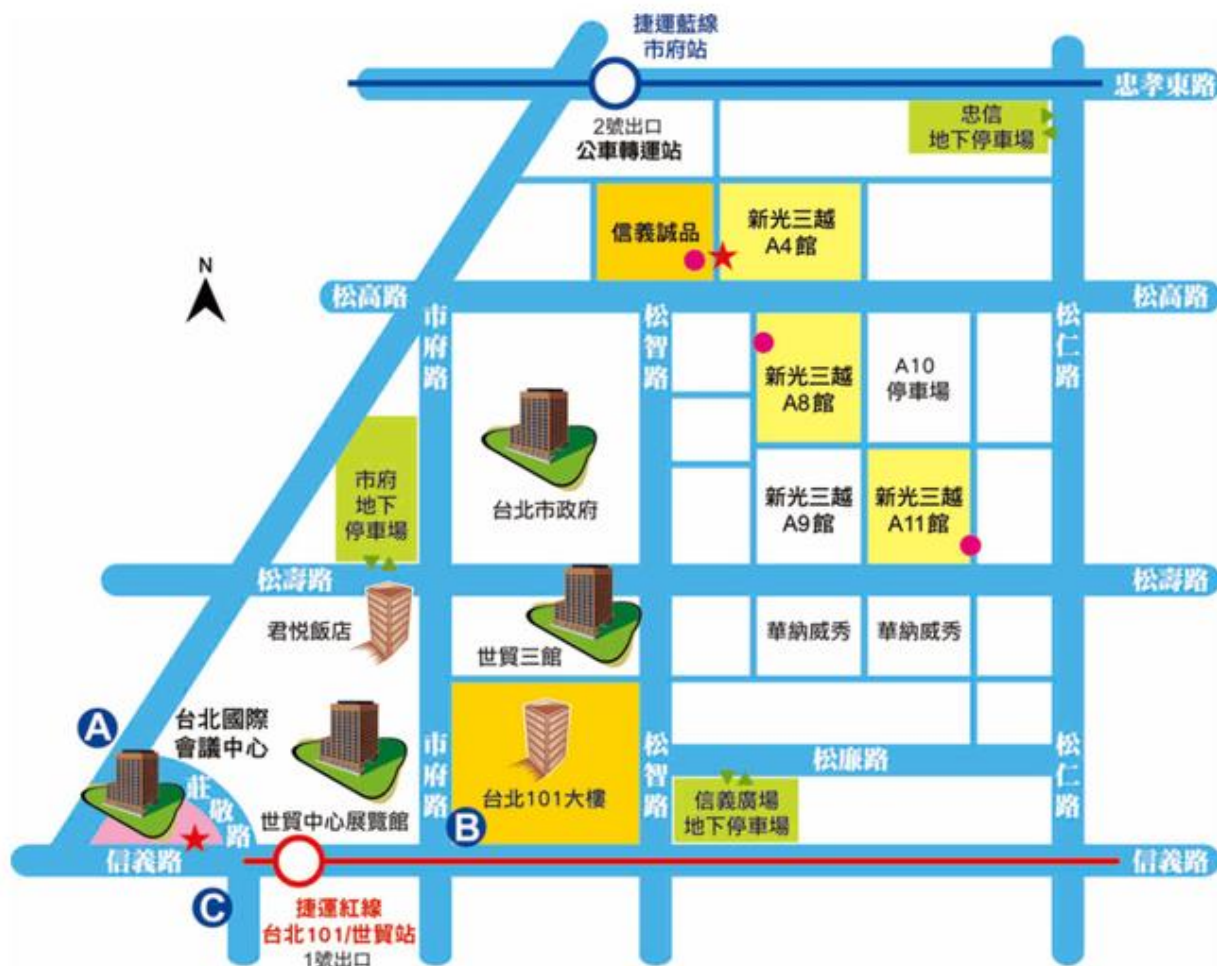 捷運藍線
市府站
忠孝東路
2號出口
公車轉運站
忠信
地下停車場
信義誠品
新光三越
A4館
N
松高路
松高路
市府路
松智路
松仁路
新光三越
A8館
A10
停車場
市府
地下
停車場
台北市政府
新光三越
A9館
新光三越
A11館
松壽路
松壽路
君悅飯店
世貿三館
華納威秀
華納威秀
A
台北國際
會議中心
莊敬路
世貿中心展覽館
市府路
台北101大樓
松智路
松廉路
松仁路
信義廣場
地下停車場
B
信義路
信義路
C
捷運紅線
台北101/世貿站
1號出口